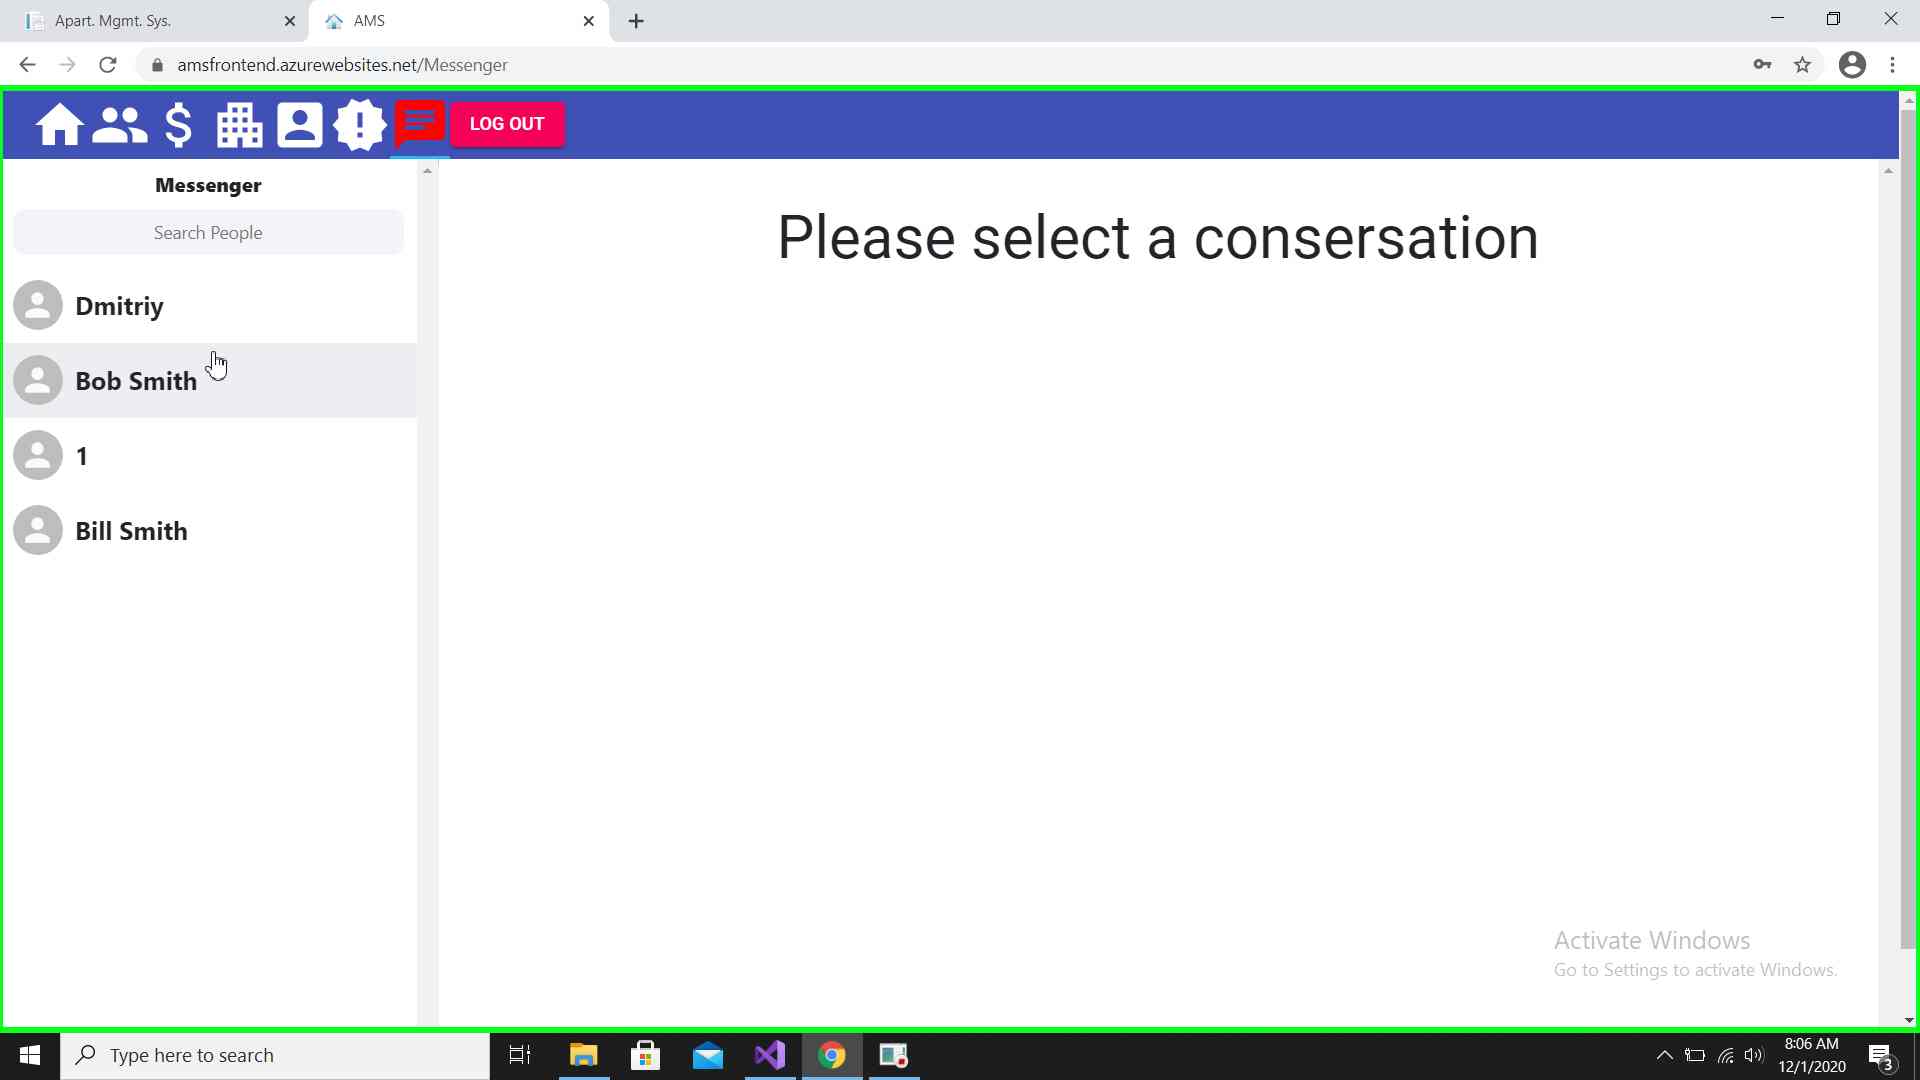 Apart. Mgmt. Sys.
AMS
amsfrontend.azurewebsites.net/Messenger
LOG OUT
Messenger
Search People
Please select a consersation
Dmitriy
Bob Smith
1
Bill Smith
Activate Windows
Go to Settings to activate Windows.
Type here to search
8:06 AM
12/1/2020
3